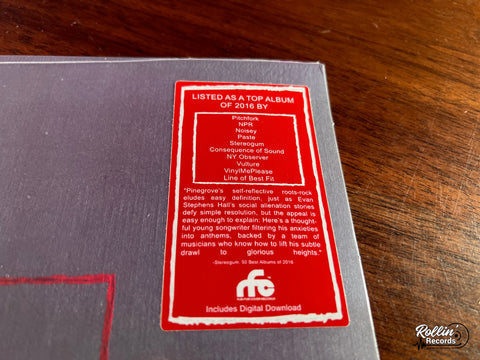 LISTED AS A TOP ALBUM
OF 2016 BY
Pitchfork
NPR
Noisey
Paste
Stereogum
Consequence of Sound
NY Observer
Vulture
VinylMePlease
Line of Best Fit
"Pinegrove's self-reflective roots-rock
eludes easy definition, just as Evan
Stephens Hall's social alienation stories
defy simple resolution, but the appeal is
easy enough to explain: Here's a thought-
ful young songwriter filtering his anxieties
into anthems, backed by a team of
musicians who know how to lift his subtle
drawl to glorious heights."
-Stereogum, 50 Best Albums of 2016
rfc
RUN FOR COVER RECORDS
Includes Digital Download
Rollin'
Records